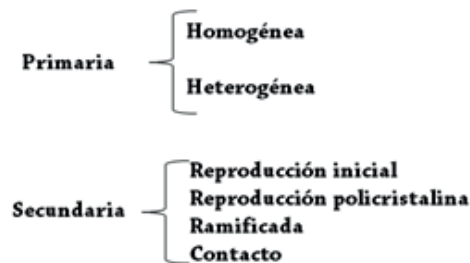 Homogénea
Primaria
Heterogénea
Reproducción inicial
Reproducción policristalina
Secundaria
Ramificada
Contacto